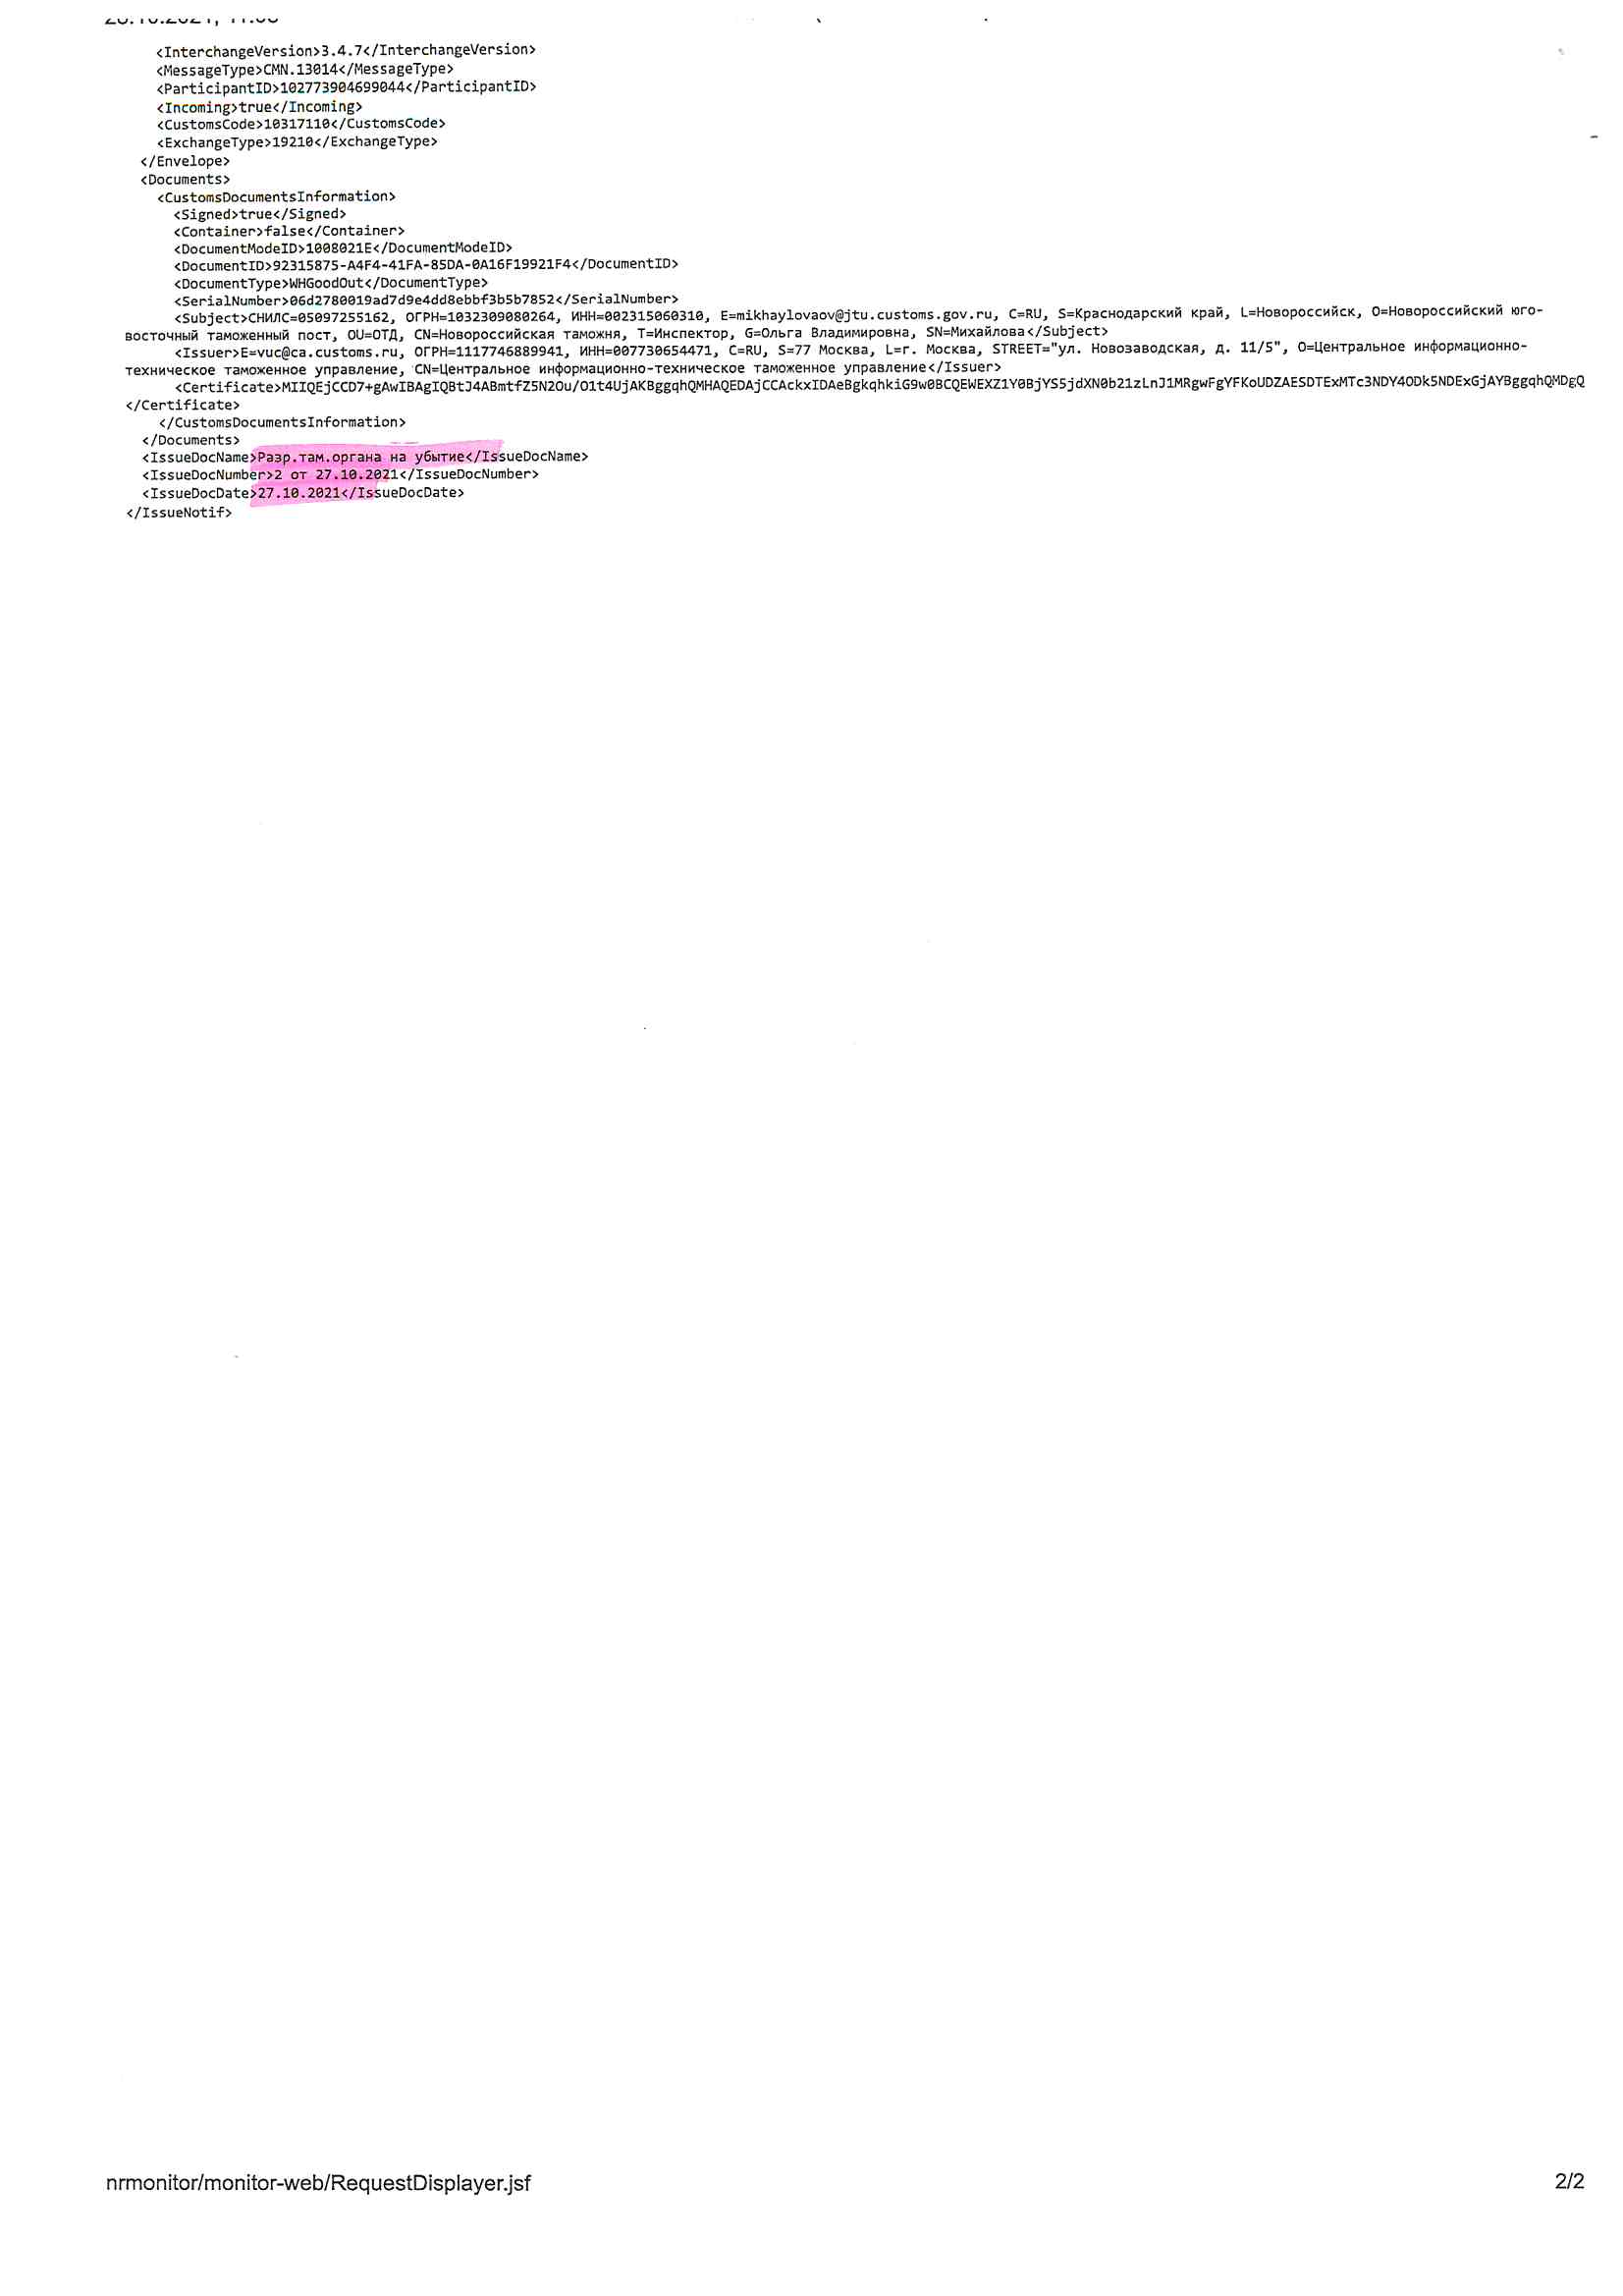 <InterchangeVersion>3.4.7</InterchangeVersion>
<MessageType>CMN.13014</MessageType>
<ParticipantID>102773904699044</ParticipantID>
<Incoming>true</Incoming>
<CustomsCode>10317110</CustomsCode>
<ExchangeType>19210</ExchangeType>
</Envelope>
<Documents>
<CustomsDocumentsInformation>
<Signed>true</Signed>
<Container>false</Container>
<DocumentModeID>1008021E</DocumentModeID>
<DocumentID>92315875-A4F4-41FA-85DA-0A16F19921F4</DocumentID>
<DocumentType>WHGoodOut</DocumentType>
<SerialNumber>06d2780019ad7d9e4dd8ebbf3b5b7852</SerialNumber>
<Subject>СНИЛС=05097255162, ОГРН=1032309080264, ИНН=002315060310, E=mikhaylovaov@jtu.customs.gov.ru, C=RU, S=Краснодарский край, L=Новороссийск, O=Новороссийский юго-
восточный таможенный пост, OU=ОТД, CN=Новороссийская таможня, T=Инспектор, G=Ольга Владимировна, SN=Михайлова</Subject>
<Issuer>E=vuc@ca.customs.ru, ОГРН=1117746889941, ИНН=007730654471, C=RU, S=77 Москва, L=г. Москва, STREET="ул. Новозаводская, д. 11/5", O=Центральное информационно-
техническое таможенное управление, CN=Центральное информационно-техническое таможенное управление</Issuer>
<Certificate>MIIQEjCCD7+gAwIBAgIQBtJ4ABmtfZ5N2Ou/O1t4UjAKBggqhQMHAQEDAjCCAckxIDAeBgkqhkiG9w0BCQEWEXZ1Y0BjYS5jdXN0b21zLnJ1MRgwFgYFKoUDZAESDTExMTc3NDY4ODk5NDExGjAYBggqhQMDgQ
</Certificate>
</CustomsDocumentsInformation>
</Documents>
<IssueDocName>Разр.там.органа на убытие</IssueDocName>
<IssueDocNumber>2 от 27.10.2021</IssueDocNumber>
<IssueDocDate>27.10.2021</IssueDocDate>
</IssueNotif>
nrmonitor/monitor-web/RequestDisplayer.jsf
2/2